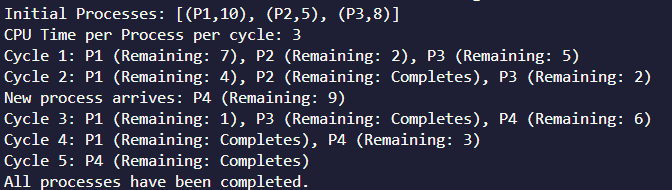 Initial Processes: [(P1,10), (P2,5), (P3,8)]
CPU Time per Process per cycle: 3
Cycle 1: P1 (Remaining: 7), P2 (Remaining: 2), P3 (Remaining: 5)
Cycle 2: P1 (Remaining: 4), P2 (Remaining: Completes), P3 (Remaining: 2)
New process arrives: P4 (Remaining: 9)
Cycle 3: P1 (Remaining: 1), P3 (Remaining: Completes), P4 (Remaining: 6)
Cycle 4: P1 (Remaining: Completes), P4 (Remaining: 3)
Cycle 5: P4 (Remaining: Completes)
All processes have been completed.